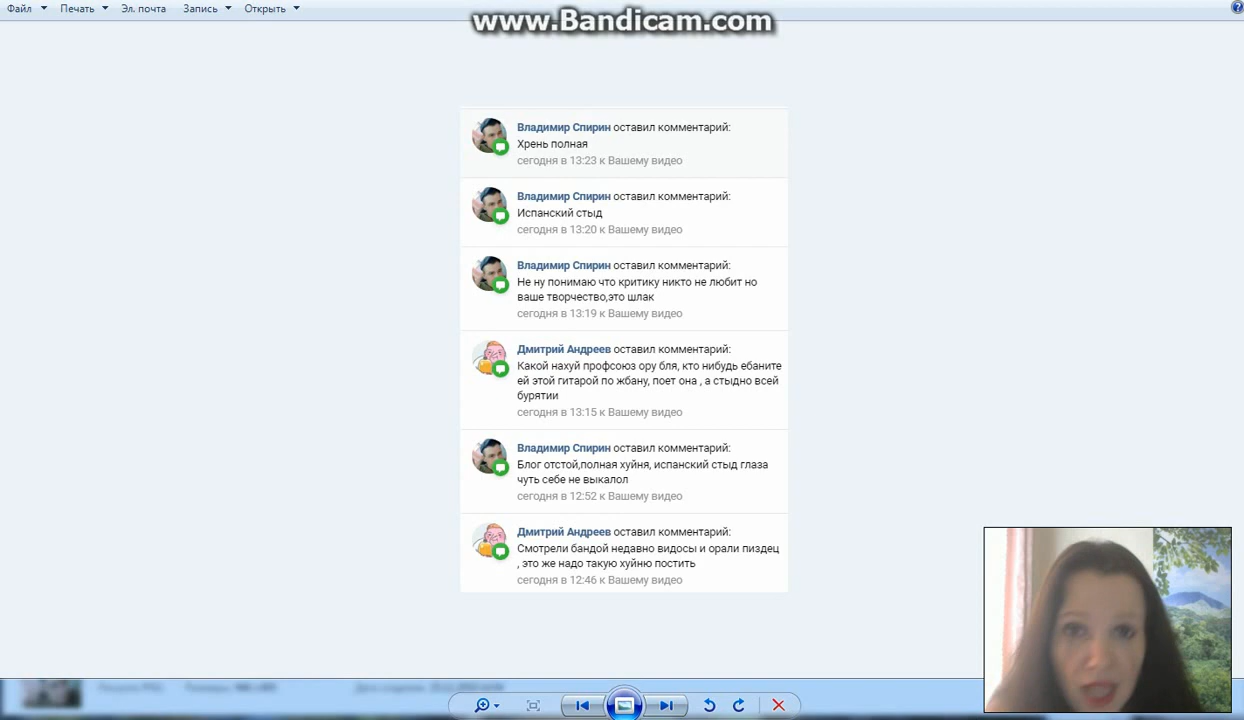 Файл Печать Эл. почта Запись Открыть
www.Bandicam.com
Владимир Спирин оставил комментарий:
Хрень полная
сегодня в 13:23 к Вашему видео
Владимир Спирин оставил комментарий:
Испанский стыд
сегодня в 13:20 к Вашему видео
Владимир Спирин оставил комментарий:
Не ну понимаю что критику никто не любит но
ваше творчество,это шлак
сегодня в 13:19 к Вашему видео
Дмитрий Андреев оставил комментарий:
Какой нахуй профсоюз ору бля, кто нибудь ебаните
ей этой гитарой по жбану, поет она , а стыдно всей
бурятии
сегодня в 13:15 к Вашему видео
Владимир Спирин оставил комментарий:
Блог отстой,полная хуйня, испанский стыд глаза
чуть себе не выкалол
сегодня в 12:52 к Вашему видео
Дмитрий Андреев оставил комментарий:
Смотрели бандой недавно видосы и орали пиздец
, это же надо такую хуйню постить
сегодня в 12:46 к Вашему видео